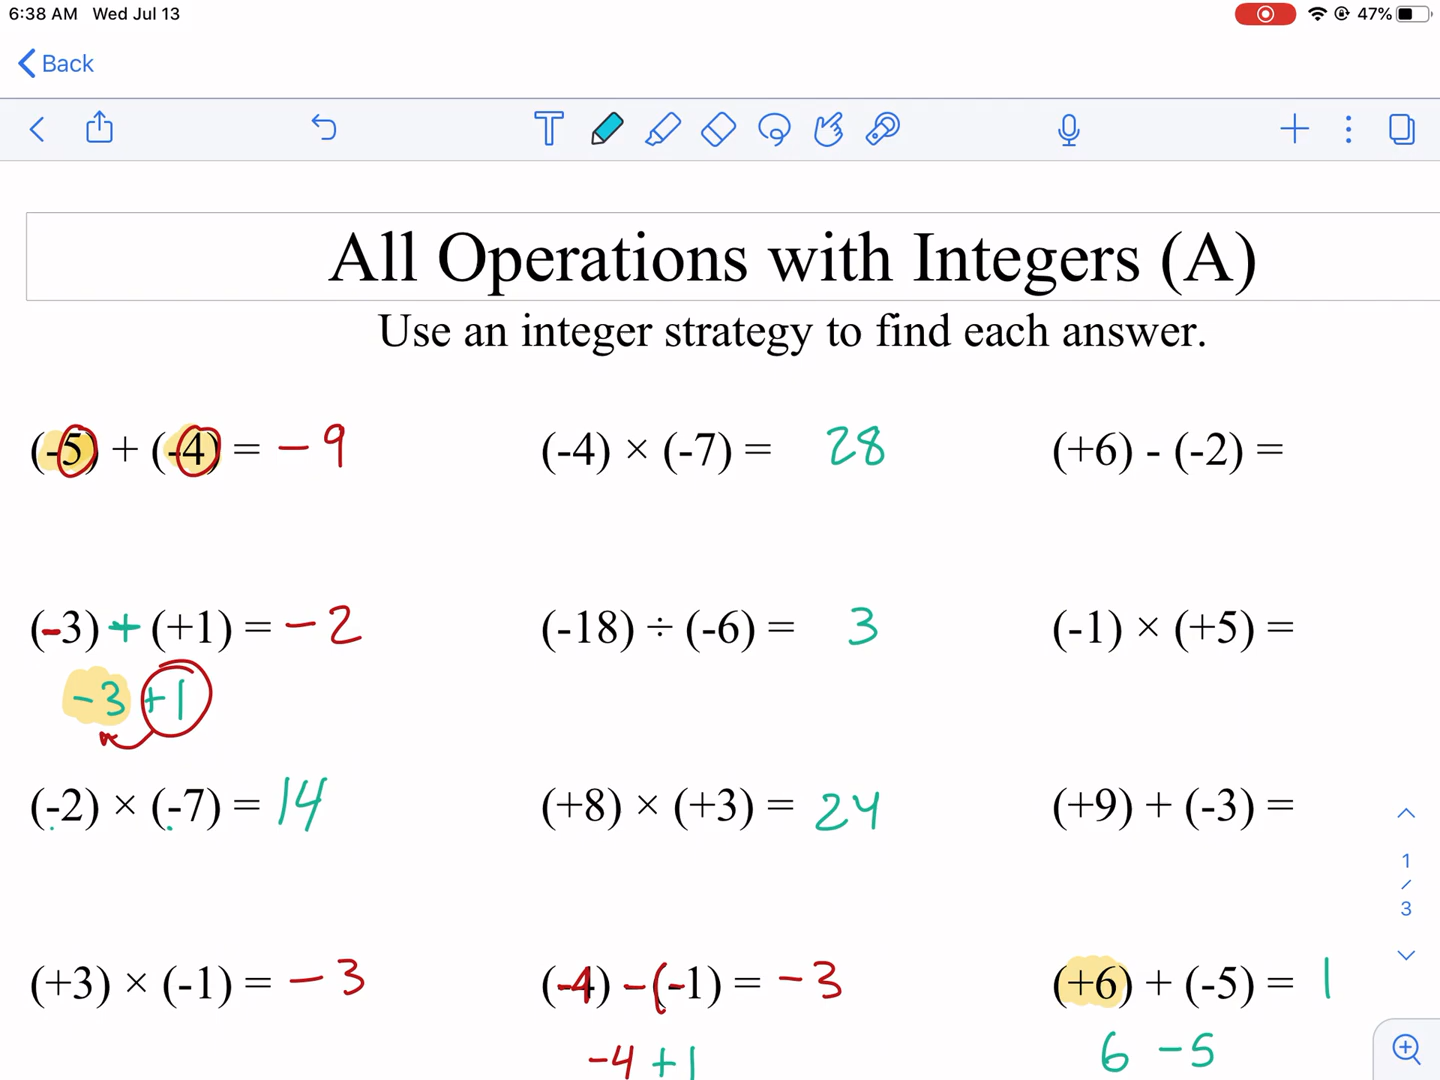 6:38 AM Wed Jul 13 47%
Back
T
All Operations with Integers (A)
Use an integer strategy to find each answer.
(-5) + (-4) = -9 (-4) × (-7) = 28 (+6) - (-2) =
(-3) + (+1) = -2 (-18) ÷ (-6) = 3 (-1) × (+5) =
-3 +1
(-2) × (-7) = 14 (+8) × (+3) = 24 (+9) + (-3) =
1
/
3
(+3) × (-1) = -3 (-4) - (-1) = -3 (+6) + (-5) = 1
-4 +1 6 -5